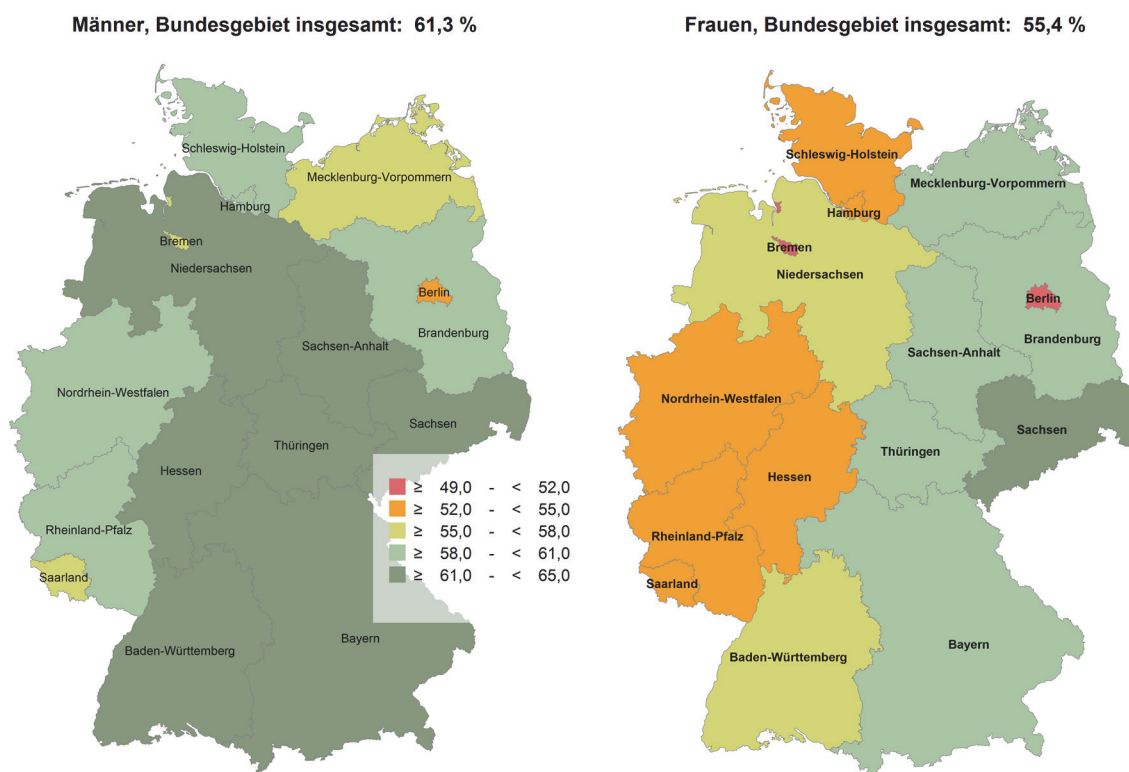 Männer, Bundesgebiet insgesamt: 61,3 %
Schleswig-Holstein
Mecklenburg-Vorpommern
Hamburg
Bremen
Niedersachsen
Berlin
Brandenburg
Sachsen-Anhalt
Nordrhein-Westfalen
Sachsen
Thüringen
Hessen
Rheinland-Pfalz
Saarland
Bayern
Baden-Württemberg
≥ 49,0 - < 52,0
≥ 52,0 - < 55,0
≥ 55,0 - < 58,0
≥ 58,0 - < 61,0
≥ 61,0 - < 65,0
Frauen, Bundesgebiet insgesamt: 55,4 %
Schleswig-Holstein
Mecklenburg-Vorpommern
Hamburg
Bremen
Niedersachsen
Berlin
Brandenburg
Sachsen-Anhalt
Nordrhein-Westfalen
Sachsen
Thüringen
Hessen
Rheinland-Pfalz
Saarland
Bayern
Baden-Württemberg